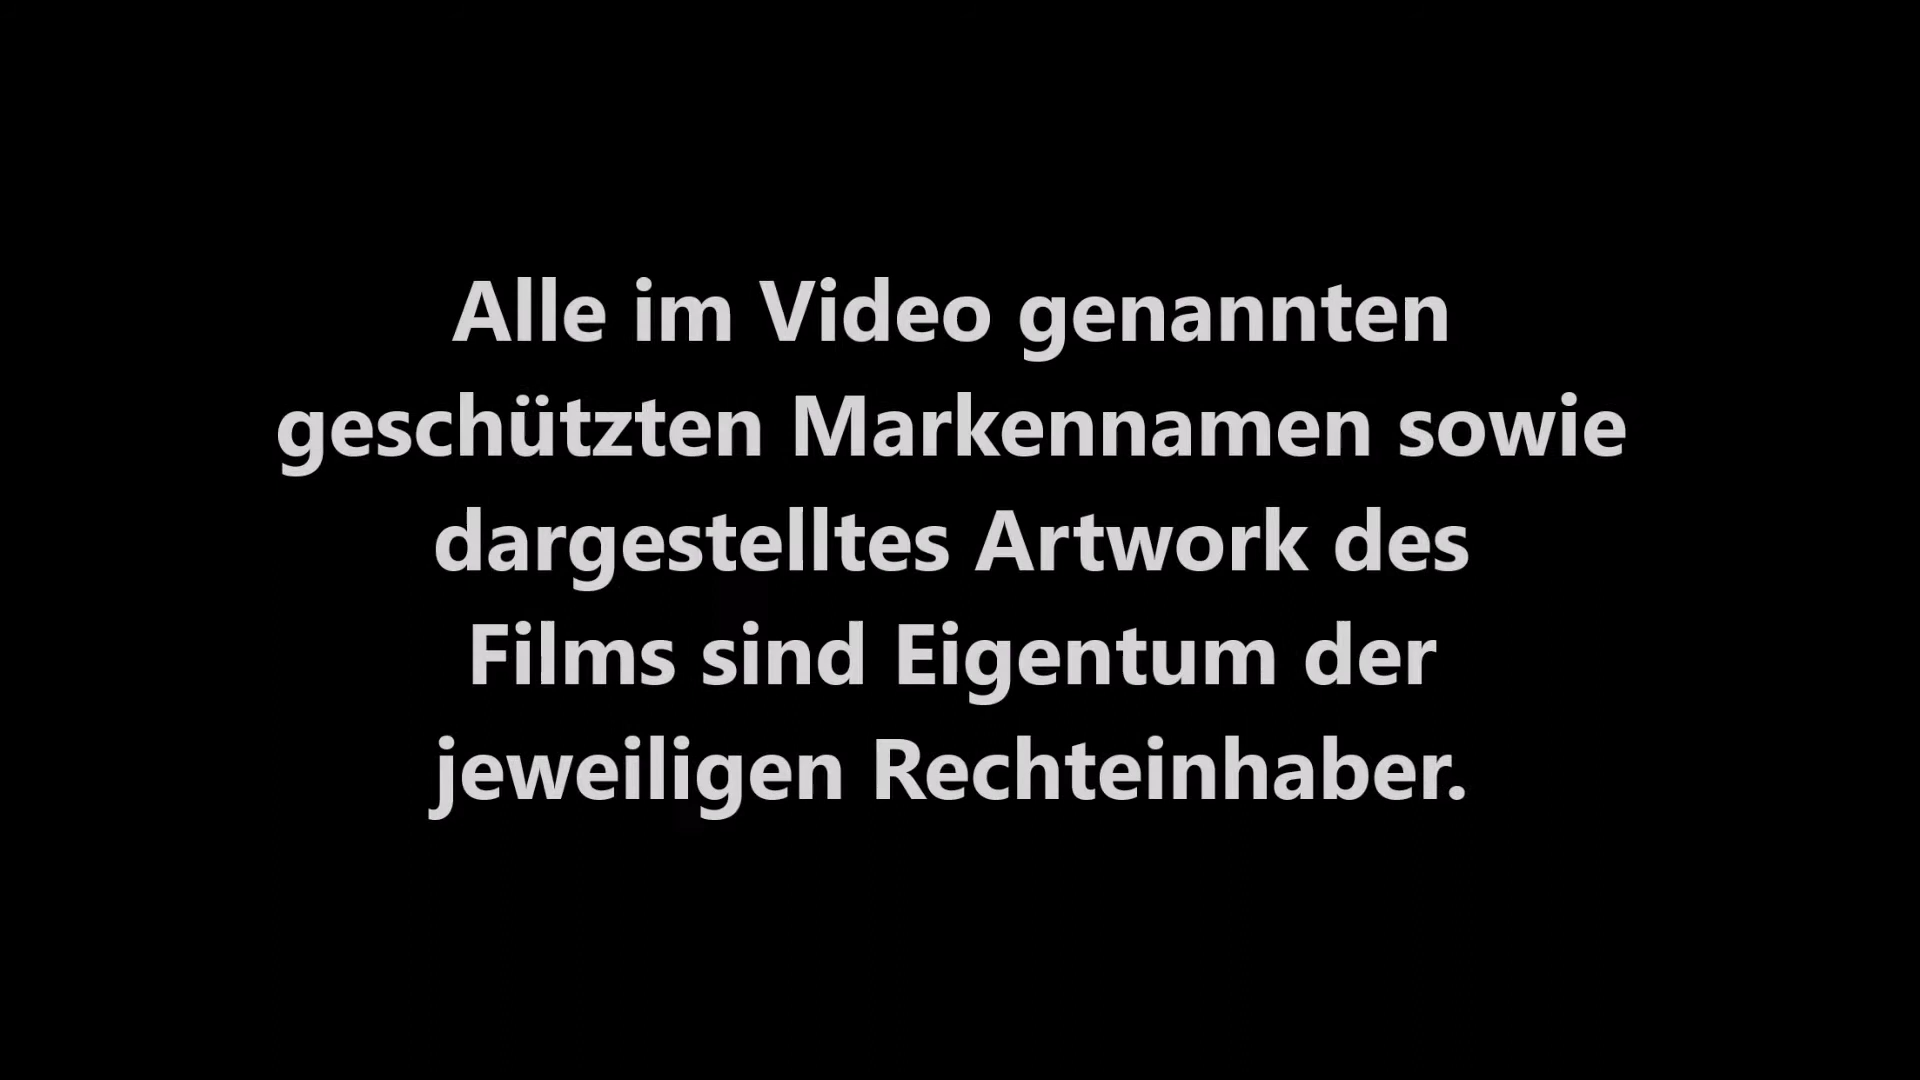 Alle im Video genannten
geschützten Markennamen sowie
dargestelltes Artwork des
Films sind Eigentum der
jeweiligen Rechteinhaber.